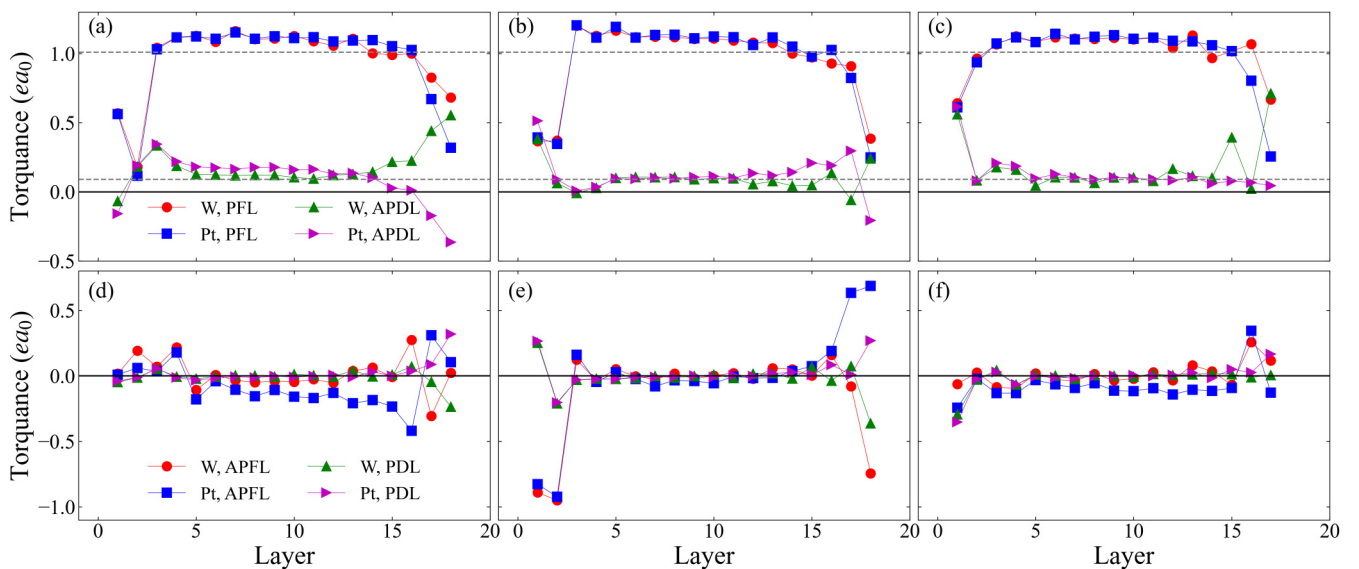 (a)
(b)
(c)
Torquance (ea0)
1.0
0.5
0.0
−0.5
W, PFL
W, APDL
Pt, PFL
Pt, APDL
(d)
(e)
(f)
Torquance (ea0)
0.5
0.0
−0.5
−1.0
W, APFL
W, PDL
Pt, APFL
Pt, PDL
0 5 10 15 20
0 5 10 15 20
0 5 10 15 20
Layer
Layer
Layer